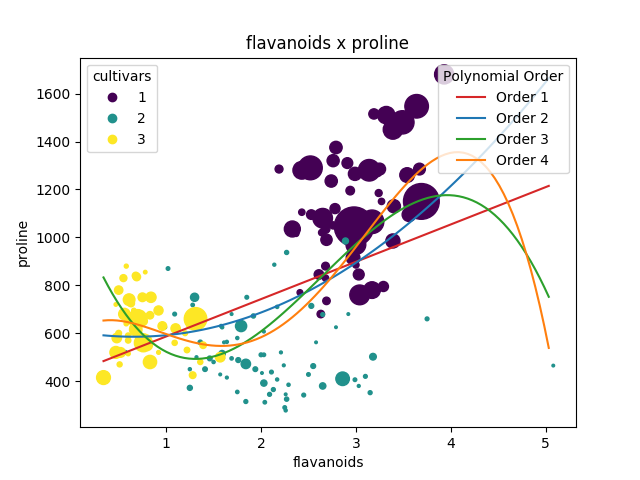 flavanoids x proline
cultivars
1
2
3
Polynomial Order
Order 1
Order 2
Order 3
Order 4
proline
1600
1400
1200
1000
800
600
400
1 2 3 4 5
flavanoids